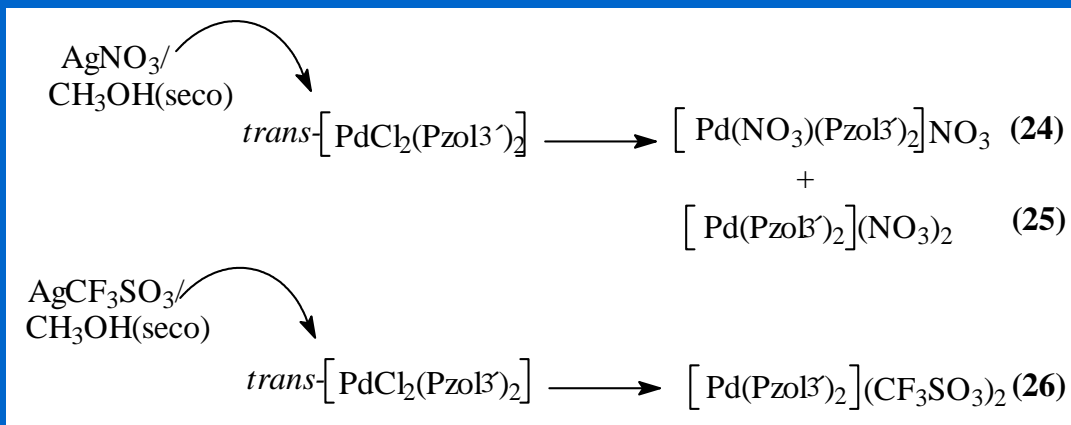 AgNO₃/
CH₃OH(seco)
trans-[PdCl₂(Pzol3´)₂] → [Pd(NO₃)(Pzol3´)₂]NO₃ (24)
+
[Pd(Pzol3´)₂](NO₃)₂ (25)
AgCF₃SO₃/
CH₃OH(seco)
trans-[PdCl₂(Pzol3´)₂] → [Pd(Pzol3´)₂](CF₃SO₃)₂ (26)